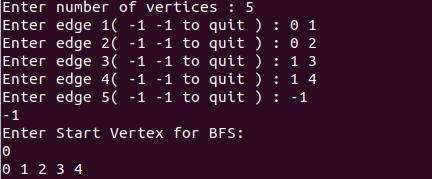 Enter number of vertices : 5
Enter edge 1( -1 -1 to quit ) : 0 1
Enter edge 2( -1 -1 to quit ) : 0 2
Enter edge 3( -1 -1 to quit ) : 1 3
Enter edge 4( -1 -1 to quit ) : 1 4
Enter edge 5( -1 -1 to quit ) : -1
-1
Enter Start Vertex for BFS:
0
0 1 2 3 4